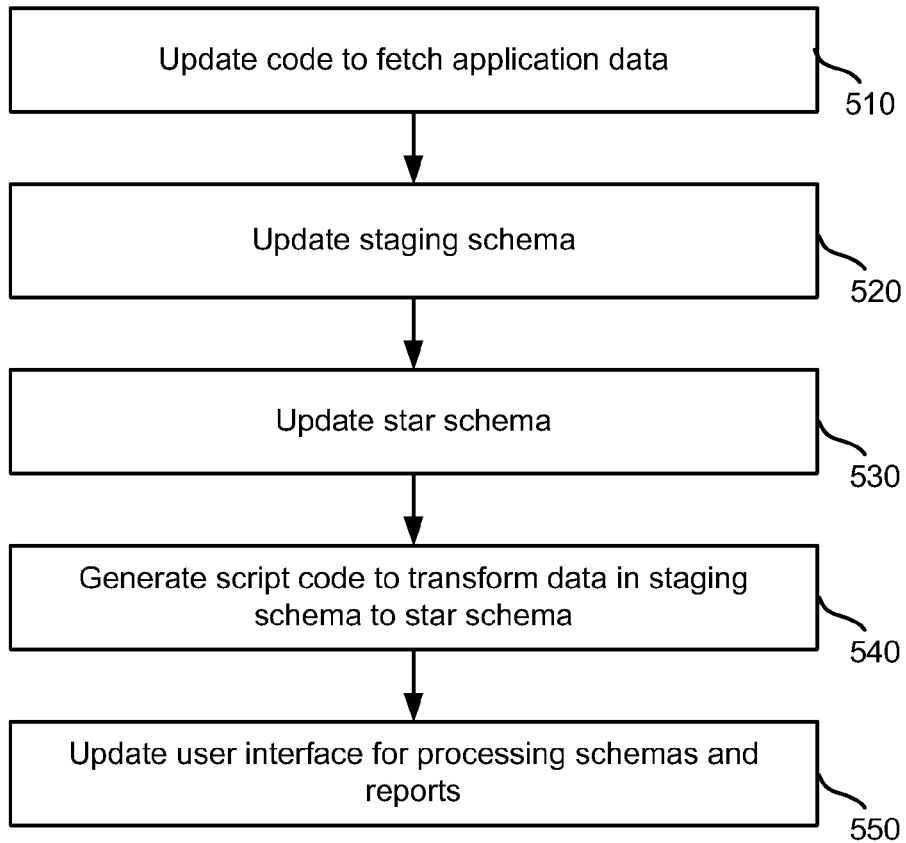 Update code to fetch application data
510
Update staging schema
520
Update star schema
530
Generate script code to transform data in staging
schema to star schema
540
Update user interface for processing schemas and
reports
550